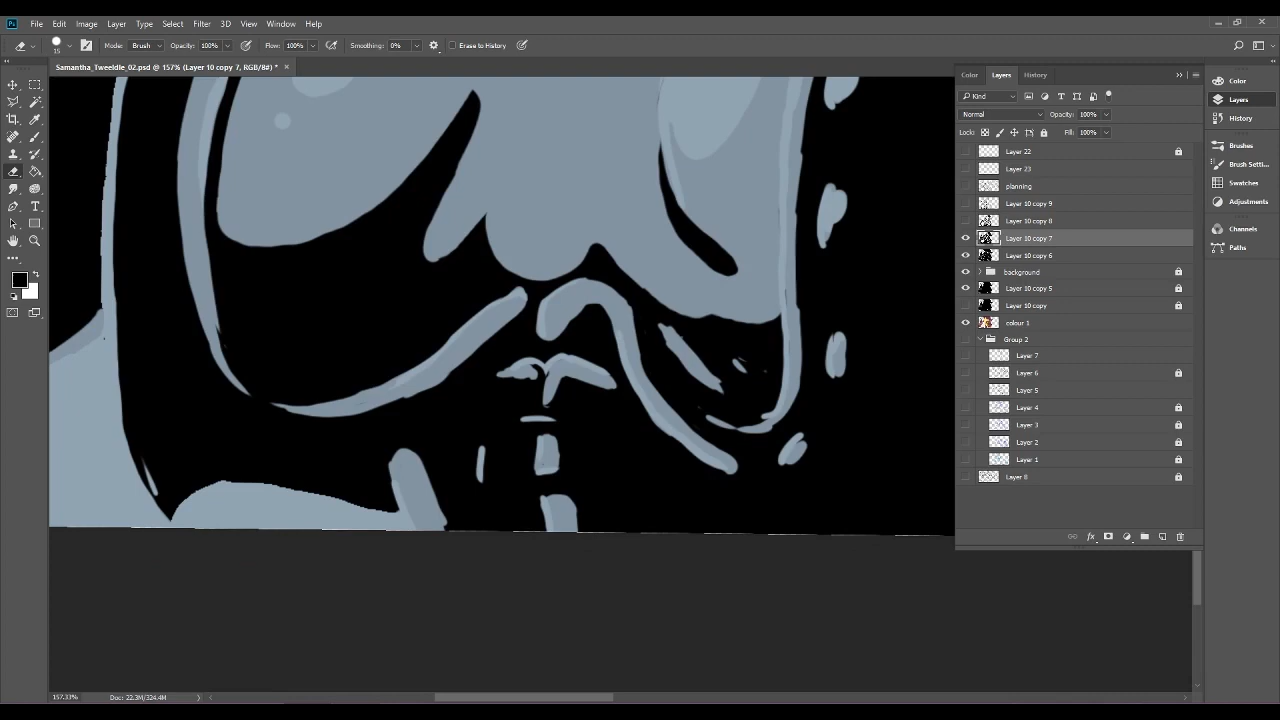 Ps File Edit Image Layer Type Select Filter 3D View Window Help
15 Mode: Brush Opacity: 100% Flow: 100% Smoothing: 0% Erase to History
Samantha_Tweeldle_02.psd @ 157% (Layer 10 copy 7, RGB/8#) *
Color Layers History
Kind
Normal Opacity: 100%
Lock: Fill: 100%
Layer 22
Layer 23
planning
Layer 10 copy 9
Layer 10 copy 8
Layer 10 copy 7
Layer 10 copy 6
background
Layer 10 copy 5
Layer 10 copy
colour 1
Group 2
Layer 7
Layer 6
Layer 5
Layer 4
Layer 3
Layer 2
Layer 1
Layer 8
fx
Color
Layers
History
Brushes
Brush Setti...
Swatches
Adjustments
Channels
Paths
157.33% Doc: 22.3M/324.4M